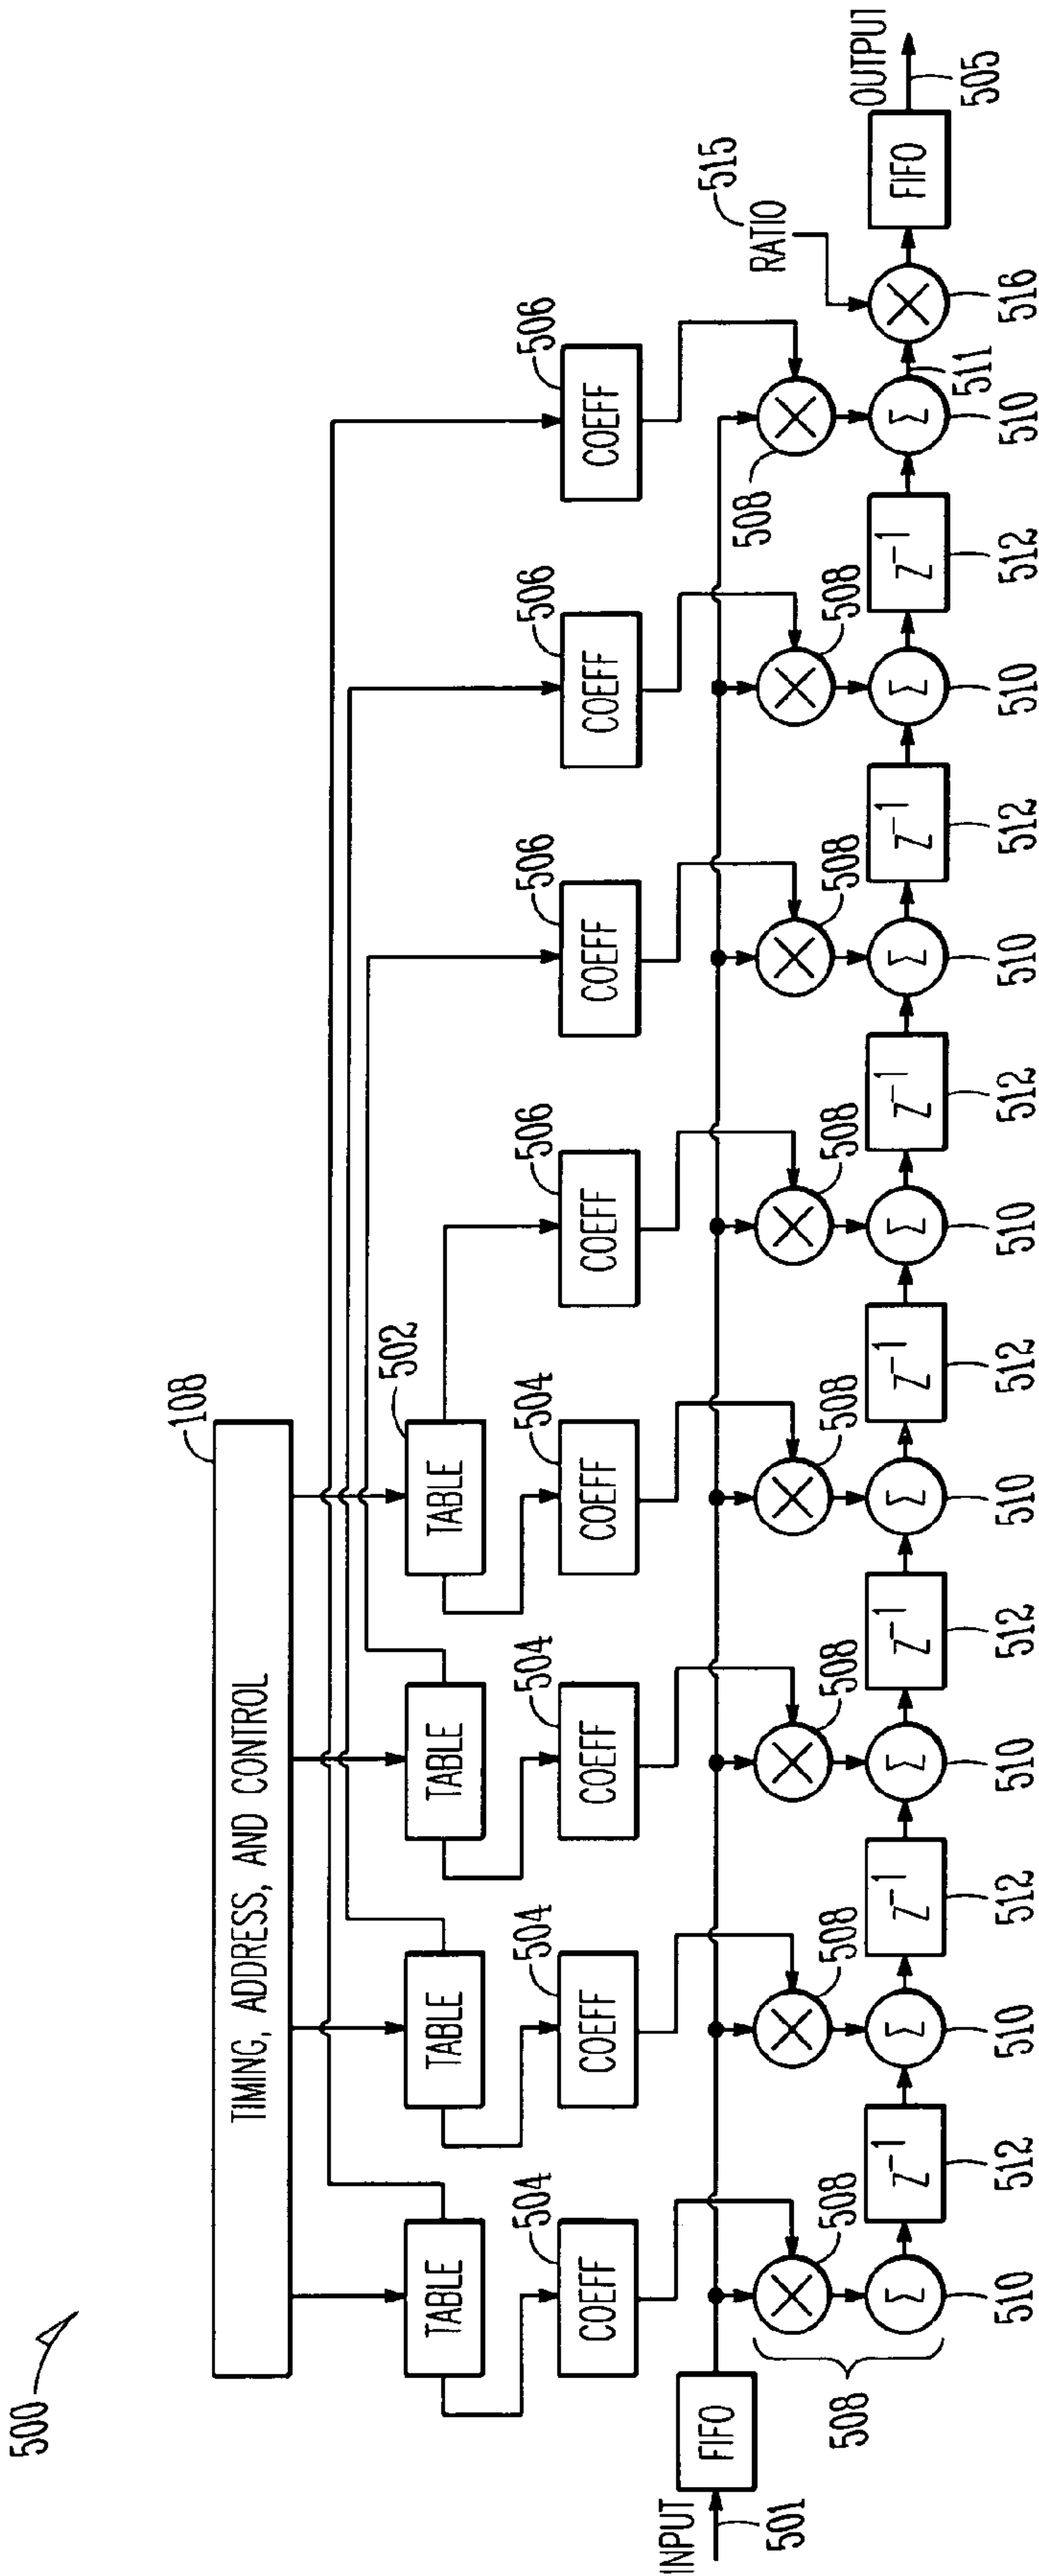 500
108
TIMING, ADDRESS, AND CONTROL
502
TABLE
TABLE
TABLE
TABLE
504
504
504
504
506
506
506
506
COEFF
COEFF
COEFF
COEFF
COEFF
COEFF
COEFF
COEFF
515
RATIO
INPUT
FIFO
501
508
508
508
508
508
508
508
508
OUTPUT
Σ
Z⁻¹
Σ
Z⁻¹
Σ
Z⁻¹
Σ
Z⁻¹
Σ
Z⁻¹
Σ
Z⁻¹
Σ
Z⁻¹
Σ
FIFO
508
511
505
510
512
510
512
510
512
510
512
510
512
510
512
510
512
510
516